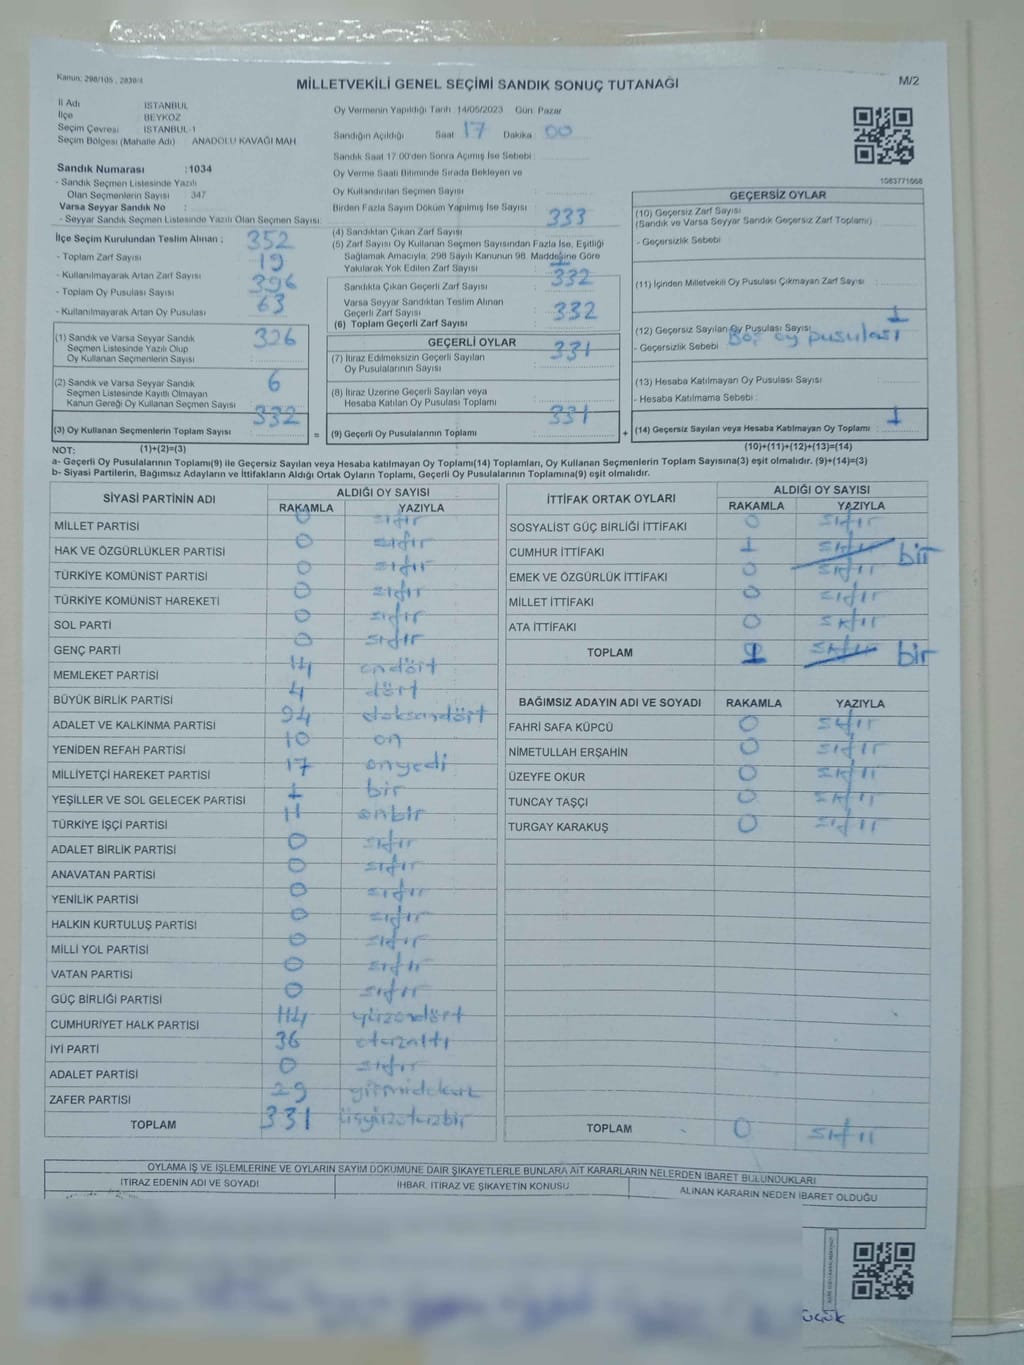 Kanun: 298/105 , 2839/4
MİLLETVEKİLİ GENEL SEÇİMİ SANDIK SONUÇ TUTANAĞI
M/2
İl Adı İSTANBUL
İlçe BEYKOZ
Seçim Çevresi İSTANBUL-1
Seçim Bölgesi (Mahalle Adı) ANADOLU KAVAĞI MAH
Sandık Numarası :1034
- Sandık Seçmen Listesinde Yazılı
Olan Seçmenlerin Sayısı : 347
Varsa Seyyar Sandık No :
- Seyyar Sandık Seçmen Listesinde Yazılı Olan Seçmen Sayısı:
Oy Vermenin Yapıldığı Tarih :14/05/2023 Gün: Pazar
Sandığın Açıldığı Saat 17 Dakika 00
Sandık Saat 17:00'den Sonra Açılmış İse Sebebi :
Oy Verme Saati Bitiminde Sırada Bekleyen ve
Oy Kullandırılan Seçmen Sayısı
Birden Fazla Sayım Döküm Yapılmış İse Sayısı
1083771668
İlçe Seçim Kurulundan Teslim Alınan :
- Toplam Zarf Sayısı : 352
- Kullanılmayarak Artan Zarf Sayısı : 19
- Toplam Oy Pusulası Sayısı : 396
- Kullanılmayarak Artan Oy Pusulası : 63
(1) Sandık ve Varsa Seyyar Sandık
Seçmen Listesinde Yazılı Olup
Oy Kullanan Seçmenlerin Sayısı : 326
(2) Sandık ve Varsa Seyyar Sandık
Seçmen Listesinde Kayıtlı Olmayan
Kanun Gereği Oy Kullanan Seçmen Sayısı : 6
(3) Oy Kullanan Seçmenlerin Toplam Sayısı : 332
(4) Sandıktan Çıkan Zarf Sayısı : 333
(5) Zarf Sayısı Oy Kullanan Seçmen Sayısından Fazla İse, Eşitliği
Sağlamak Amacıyla; 298 Sayılı Kanunun 98. Maddesine Göre
Yakılarak Yok Edilen Zarf Sayısı : 1
Sandıkta Çıkan Geçerli Zarf Sayısı : 332
Varsa Seyyar Sandıktan Teslim Alınan
Geçerli Zarf Sayısı
(6) Toplam Geçerli Zarf Sayısı : 332
GEÇERLİ OYLAR
(7) İtiraz Edilmeksizin Geçerli Sayılan
Oy Pusulalarının Sayısı : 331
(8) İtiraz Üzerine Geçerli Sayılan veya
Hesaba Katılan Oy Pusulası Toplamı :
= (9) Geçerli Oy Pusulalarının Toplamı : 331
GEÇERSİZ OYLAR
(10) Geçersiz Zarf Sayısı
(Sandık ve Varsa Seyyar Sandık Geçersiz Zarf Toplamı) :
- Geçersizlik Sebebi :
(11) İçinden Milletvekili Oy Pusulası Çıkmayan Zarf Sayısı :
(12) Geçersiz Sayılan Oy Pusulası Sayısı : 1
- Geçersizlik Sebebi : Boş oy pusulası
(13) Hesaba Katılmayan Oy Pusulası Sayısı :
- Hesaba Katılmama Sebebi :
+ (14) Geçersiz Sayılan veya Hesaba Katılmayan Oy Toplamı : 1
NOT: (1)+(2)=(3) (10)+(11)+(12)+(13)=(14)
a- Geçerli Oy Pusulalarının Toplamı(9) ile Geçersiz Sayılan veya Hesaba katılmayan Oy Toplamı(14) Toplamları, Oy Kullanan Seçmenlerin Toplam Sayısına(3) eşit olmalıdır. (9)+(14)=(3)
b- Siyasi Partilerin, Bağımsız Adayların ve İttifakların Aldığı Ortak Oyların Toplamı, Geçerli Oy Pusulalarının Toplamına(9) eşit olmalıdır.
SİYASİ PARTİNİN ADI ALDIĞI OY SAYISI
RAKAMLA YAZIYLA
MİLLET PARTİSİ 0 sıfır
HAK VE ÖZGÜRLÜKLER PARTİSİ 0 sıfır
TÜRKİYE KOMÜNİST PARTİSİ 0 sıfır
TÜRKİYE KOMÜNİST HAREKETİ 0 sıfır
SOL PARTİ 0 sıfır
GENÇ PARTİ 0 sıfır
MEMLEKET PARTİSİ 14 ondört
BÜYÜK BİRLİK PARTİSİ 4 dört
ADALET VE KALKINMA PARTİSİ 94 doksandört
YENİDEN REFAH PARTİSİ 10 on
MİLLİYETÇİ HAREKET PARTİSİ 17 onyedi
YEŞİLLER VE SOL GELECEK PARTİSİ 1 bir
TÜRKİYE İŞÇİ PARTİSİ 11 onbir
ADALET BİRLİK PARTİSİ 0 sıfır
ANAVATAN PARTİSİ 0 sıfır
YENİLİK PARTİSİ 0 sıfır
HALKIN KURTULUŞ PARTİSİ 0 sıfır
MİLLİ YOL PARTİSİ 0 sıfır
VATAN PARTİSİ 0 sıfır
GÜÇ BİRLİĞİ PARTİSİ 0 sıfır
CUMHURİYET HALK PARTİSİ 114 yüzondört
İYİ PARTİ 36 otuzaltı
ADALET PARTİSİ 0 sıfır
ZAFER PARTİSİ 29 yirmidokuz
TOPLAM 331 üçyüzotuzbir
İTTİFAK ORTAK OYLARI ALDIĞI OY SAYISI
RAKAMLA YAZIYLA
SOSYALİST GÜÇ BİRLİĞİ İTTİFAKI 0 sıfır
CUMHUR İTTİFAKI 1 sıfır bir
EMEK VE ÖZGÜRLÜK İTTİFAKI 0 sıfır
MİLLET İTTİFAKI 0 sıfır
ATA İTTİFAKI 0 sıfır
TOPLAM 1 sıfır bir
BAĞIMSIZ ADAYIN ADI VE SOYADI RAKAMLA YAZIYLA
FAHRİ SAFA KÜPCÜ 0 sıfır
NİMETULLAH ERŞAHİN 0 sıfır
ÜZEYFE OKUR 0 sıfır
TUNCAY TAŞÇI 0 sıfır
TURGAY KARAKUŞ 0 sıfır
TOPLAM 0 sıfır
OYLAMA İŞ VE İŞLEMLERİNE VE OYLARIN SAYIM DÖKÜMÜNE DAİR ŞİKAYETLERLE BUNLARA AİT KARARLARIN NELERDEN İBARET BULUNDUKLARI
İTİRAZ EDENİN ADI VE SOYADI İHBAR, İTİRAZ VE ŞİKAYETİN KONUSU ALINAN KARARIN NEDEN İBARET OLDUĞU